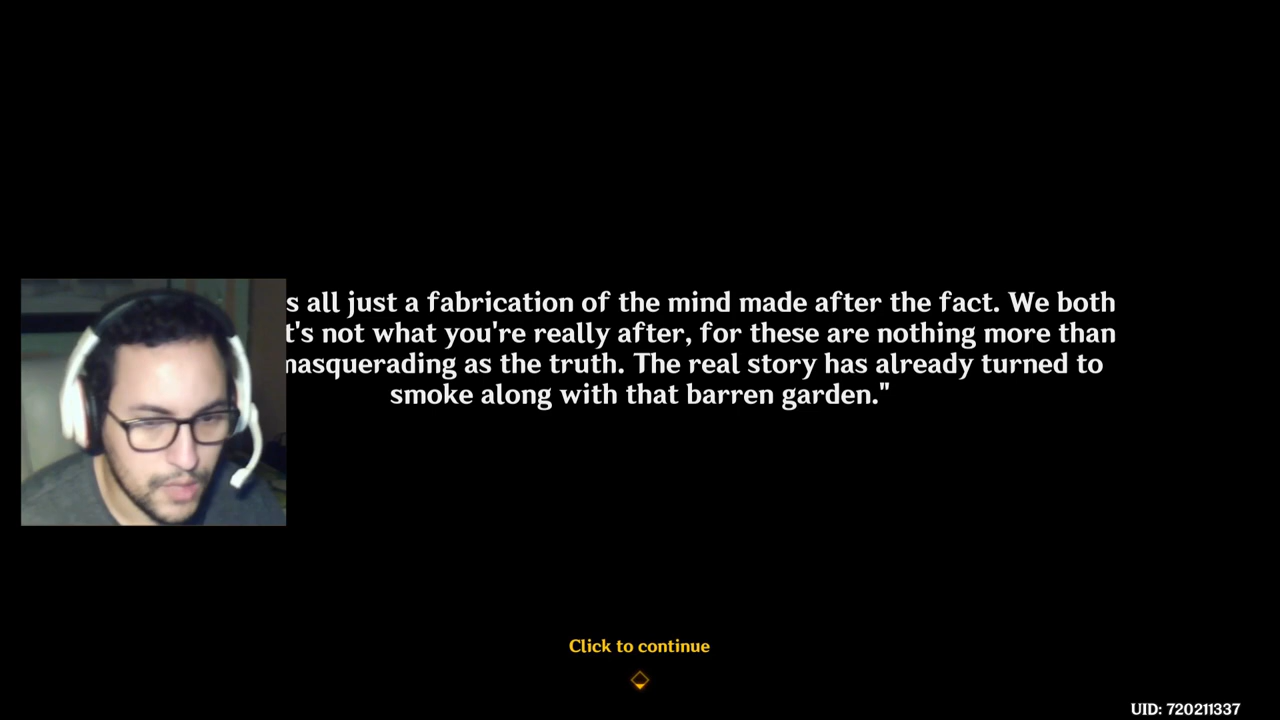 all just a fabrication of the mind made after the fact. We both
not what you're really after, for these are nothing more than
as the truth. The real story has already turned to
smoke along with that barren garden."
Click to continue
UID: 720211337